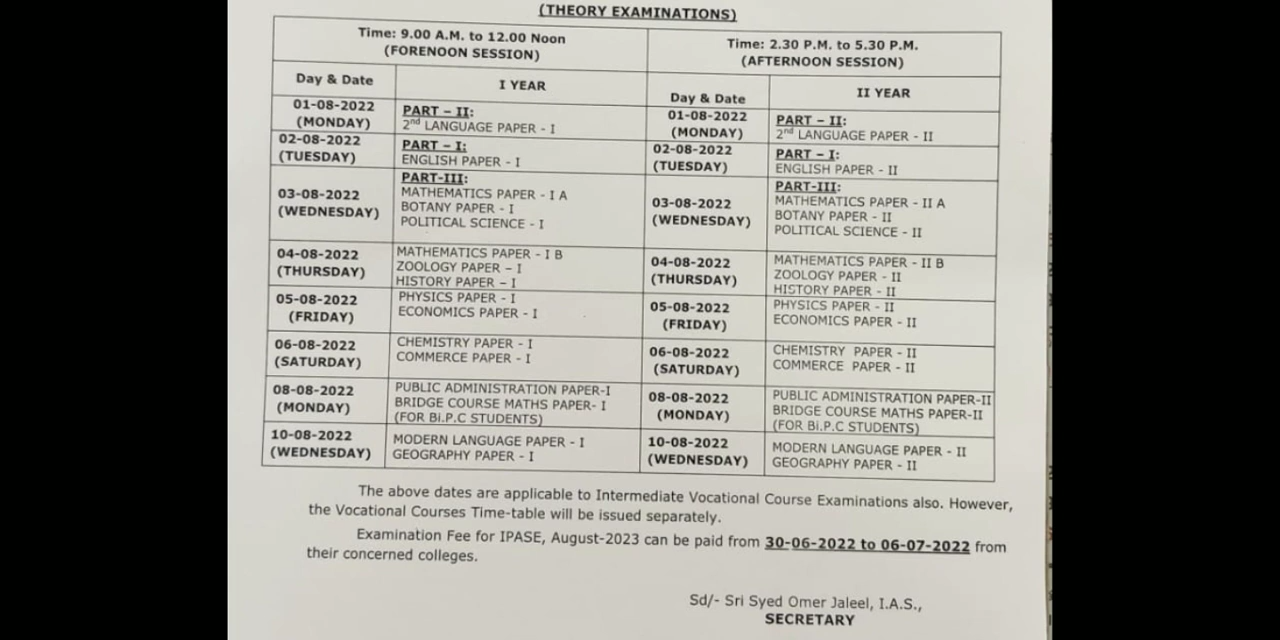 (THEORY EXAMINATIONS)
Time: 9.00 A.M. to 12.00 Noon
(FORENOON SESSION)
Time: 2.30 P.M. to 5.30 P.M.
(AFTERNOON SESSION)
Day & Date
I YEAR
Day & Date
II YEAR
01-08-2022
(MONDAY)
PART – II:
2nd LANGUAGE PAPER - I
01-08-2022
(MONDAY)
PART – II:
2nd LANGUAGE PAPER - II
02-08-2022
(TUESDAY)
PART – I:
ENGLISH PAPER - I
02-08-2022
(TUESDAY)
PART – I:
ENGLISH PAPER - II
03-08-2022
(WEDNESDAY)
PART-III:
MATHEMATICS PAPER - I A
BOTANY PAPER - I
POLITICAL SCIENCE - I
03-08-2022
(WEDNESDAY)
PART-III:
MATHEMATICS PAPER - II A
BOTANY PAPER - II
POLITICAL SCIENCE - II
04-08-2022
(THURSDAY)
MATHEMATICS PAPER - I B
ZOOLOGY PAPER – I
HISTORY PAPER – I
04-08-2022
(THURSDAY)
MATHEMATICS PAPER - II B
ZOOLOGY PAPER - II
HISTORY PAPER - II
05-08-2022
(FRIDAY)
PHYSICS PAPER - I
ECONOMICS PAPER - I
05-08-2022
(FRIDAY)
PHYSICS PAPER - II
ECONOMICS PAPER - II
06-08-2022
(SATURDAY)
CHEMISTRY PAPER - I
COMMERCE PAPER - I
06-08-2022
(SATURDAY)
CHEMISTRY PAPER - II
COMMERCE PAPER - II
08-08-2022
(MONDAY)
PUBLIC ADMINISTRATION PAPER-I
BRIDGE COURSE MATHS PAPER- I
(FOR Bi.P.C STUDENTS)
08-08-2022
(MONDAY)
PUBLIC ADMINISTRATION PAPER-II
BRIDGE COURSE MATHS PAPER-II
(FOR Bi.P.C STUDENTS)
10-08-2022
(WEDNESDAY)
MODERN LANGUAGE PAPER - I
GEOGRAPHY PAPER - I
10-08-2022
(WEDNESDAY)
MODERN LANGUAGE PAPER - II
GEOGRAPHY PAPER - II
The above dates are applicable to Intermediate Vocational Course Examinations also. However,
the Vocational Courses Time-table will be issued separately.
Examination Fee for IPASE, August-2023 can be paid from 30-06-2022 to 06-07-2022 from
their concerned colleges.
Sd/- Sri Syed Omer Jaleel, I.A.S.,
SECRETARY